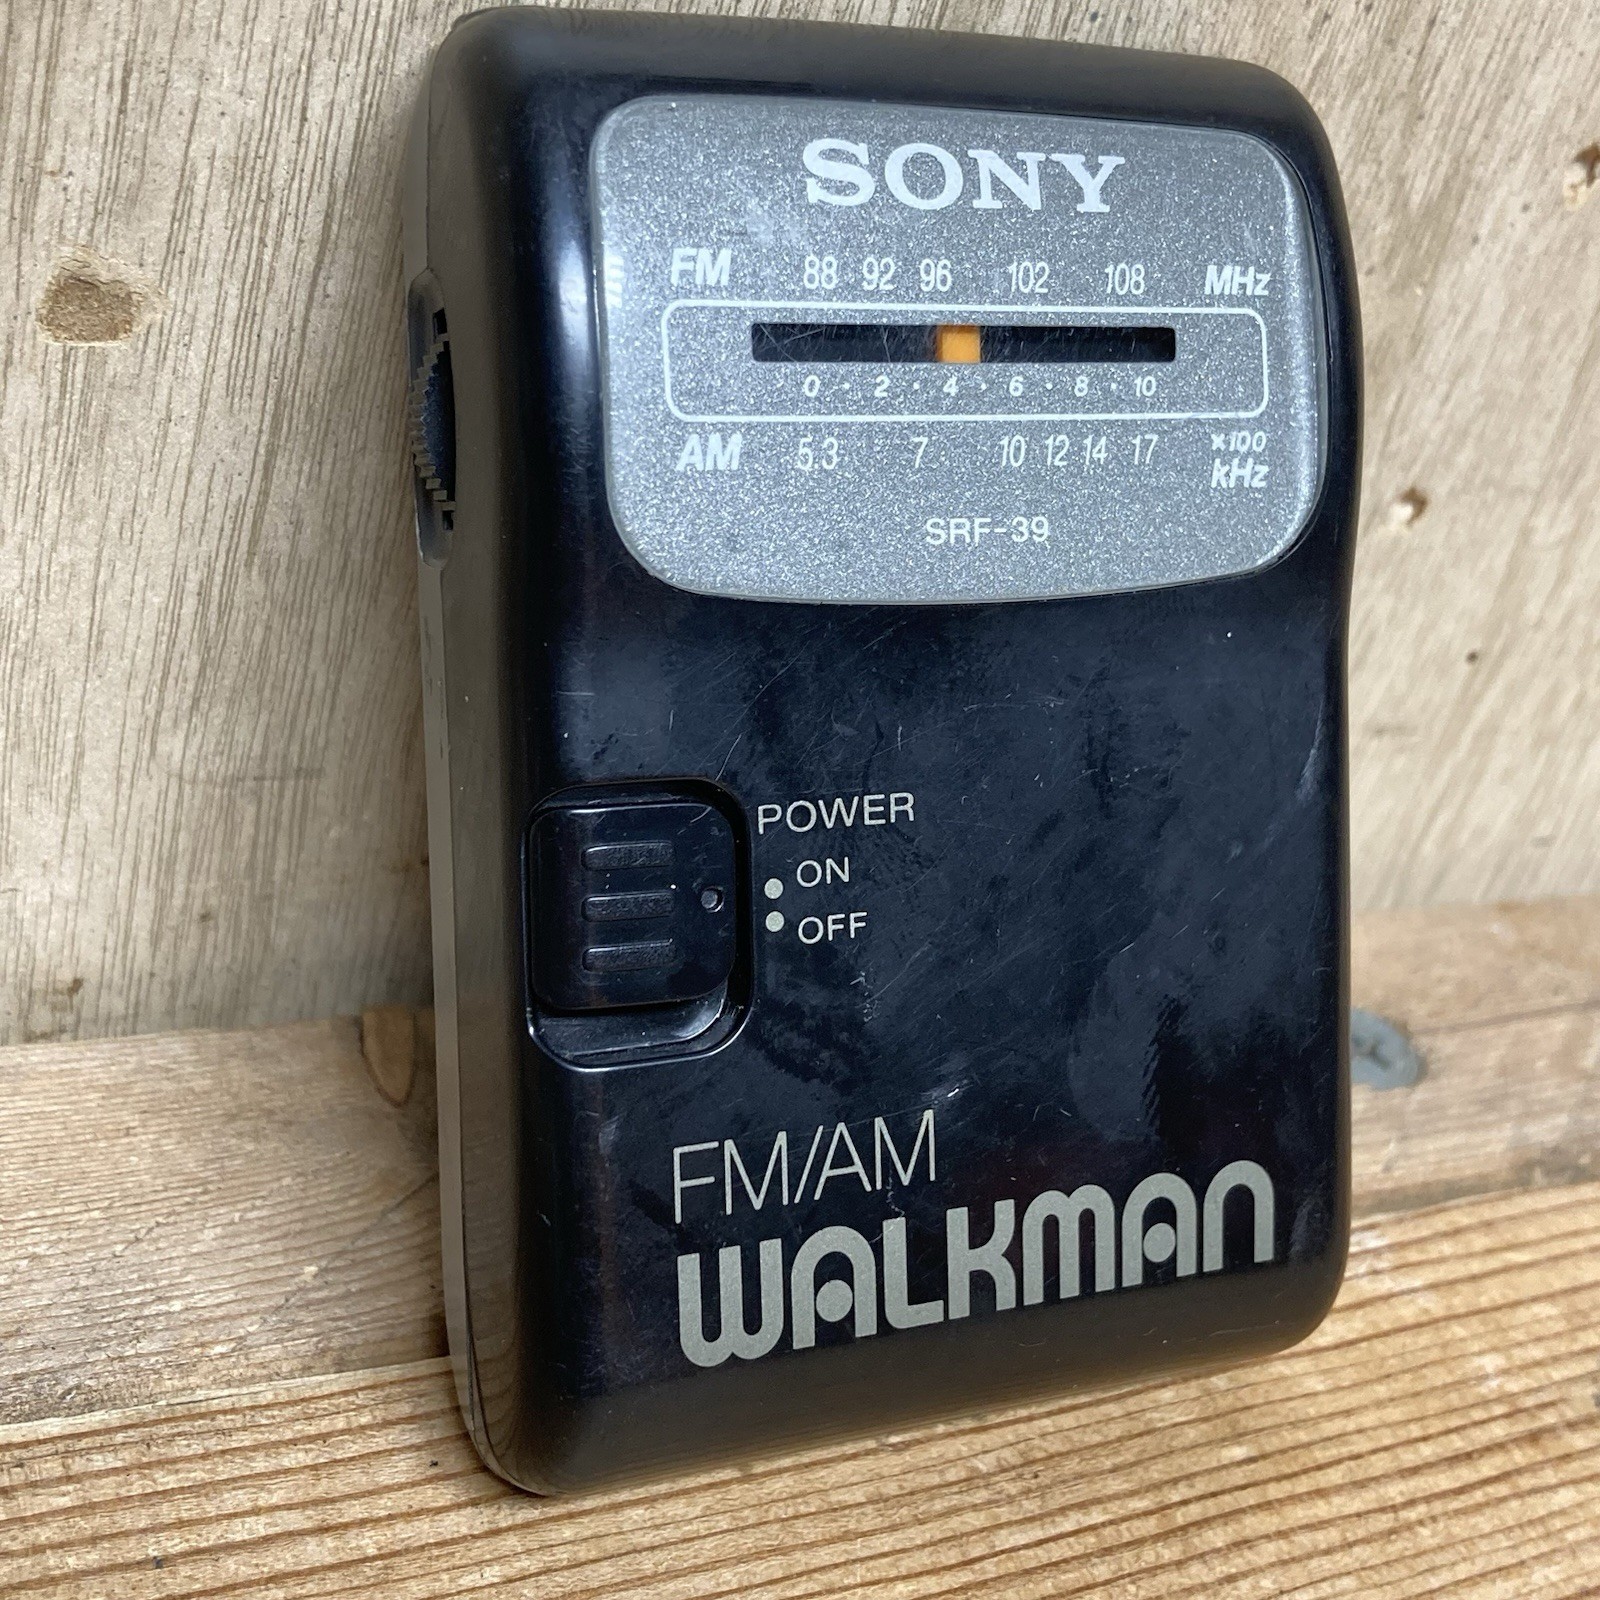 SONY
FM 88 92 96 102 108 MHz
0 · 2 · 4 · 6 · 8 · 10
AM 5.3 7 10 12 14 17 ×100 kHz
SRF-39
POWER
ON
OFF
FM/AM
WALKMAN